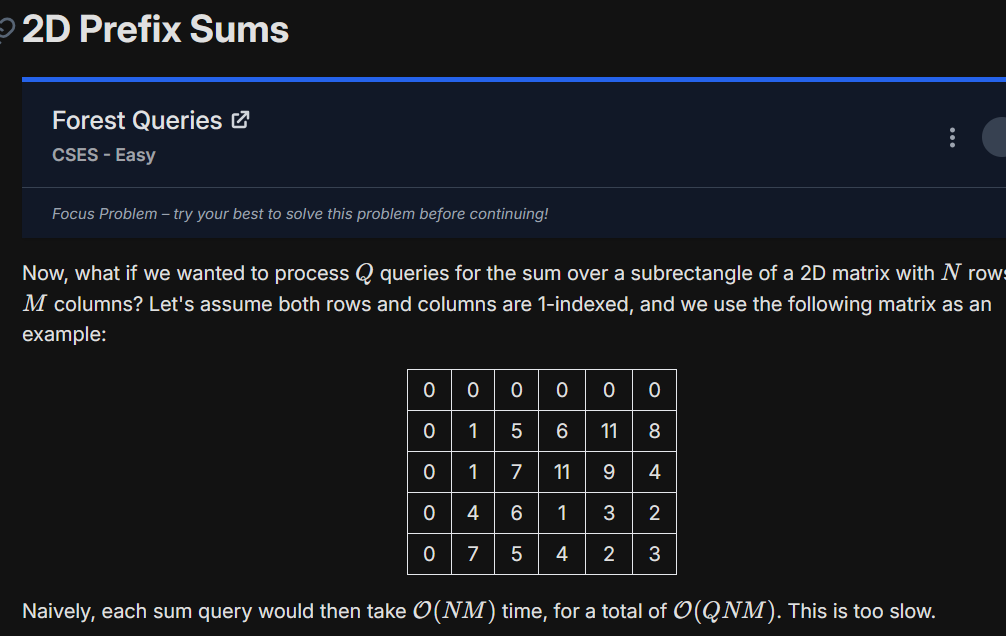 2D Prefix Sums
Forest Queries
CSES - Easy
Focus Problem – try your best to solve this problem before continuing!
Now, what if we wanted to process Q queries for the sum over a subrectangle of a 2D matrix with N rows
M columns? Let's assume both rows and columns are 1-indexed, and we use the following matrix as an
example:
0 0 0 0 0 0
0 1 5 6 11 8
0 1 7 11 9 4
0 4 6 1 3 2
0 7 5 4 2 3
Naively, each sum query would then take O(NM) time, for a total of O(QNM). This is too slow.